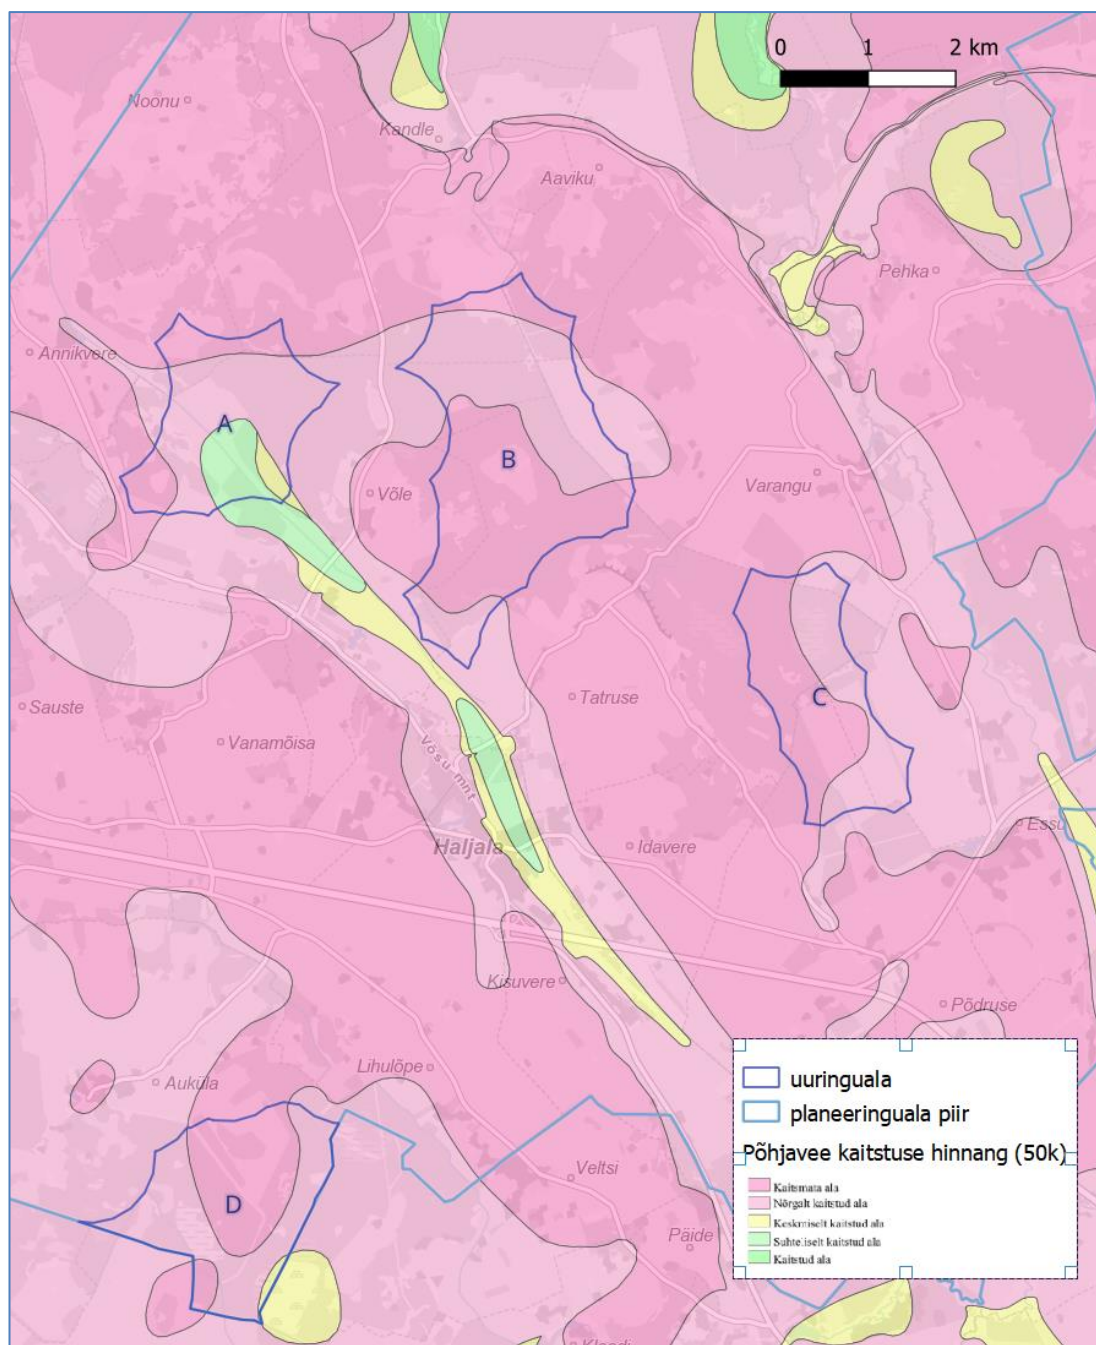 0 1 2 km
Noonu
Kandle
Aaviku
Pehka
Annikvere
A
B
Võle
Varangu
Sauste
Vanamõisa
Tatruse
C
Võsu mnt
Haljala
Idavere
Essu
Kisuvere
Põdruse
Lihulõpe
Auküla
Veltsi
D
Päide
uuringuala
planeeringuala piir
Põhjavee kaitstuse hinnang (50k)
Kaitsmata ala
Nõrgalt kaitstud ala
Keskmiselt kaitstud ala
Suhteliselt kaitstud ala
Kaitstud ala